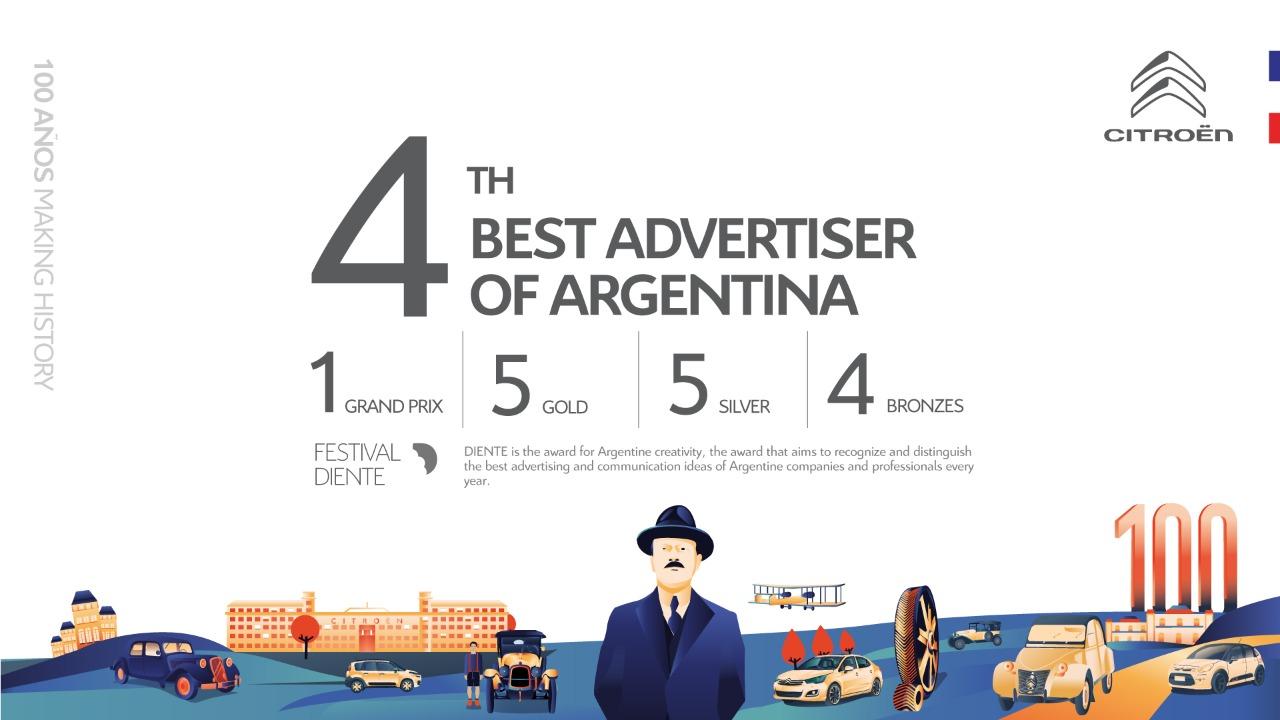 100 AÑOS MAKING HISTORY
CITROËN
4
TH
BEST ADVERTISER
OF ARGENTINA
1 GRAND PRIX
5 GOLD
5 SILVER
4 BRONZES
FESTIVAL
DIENTE
DIENTE is the award for Argentine creativity, the award that aims to recognize and distinguish
the best advertising and communication ideas of Argentine companies and professionals every
year.
100
CITROËN